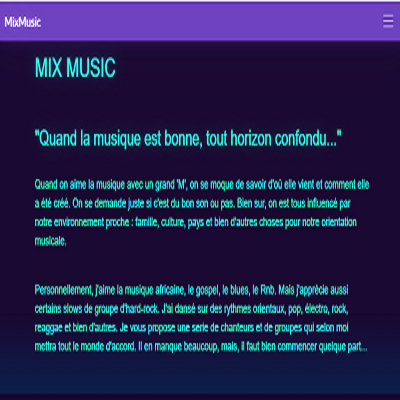 MixMusic
MIX MUSIC
"Quand la musique est bonne, tout horizon confondu..."
Quand on aime la musique avec un grand 'M', on se moque de savoir d'où elle vient et comment elle
a été créé. On se demande juste si c'est du bon son ou pas. Bien sur, on est tous influencé par
notre environnement proche : famille, culture, pays et bien d'autres choses pour notre orientation
musicale.
Personnellement, j'aime la musique africaine, le gospel, le blues, le Rnb. Mais j'apprécie aussi
certains slows de groupe d'hard-rock. J'ai dansé sur des rythmes orientaux, pop, électro, rock,
reaggae et bien d'autres. Je vous propose une serie de chanteurs et de groupes qui selon moi
mettra tout le monde d'accord. Il en manque beaucoup, mais, il faut bien commencer quelque part...